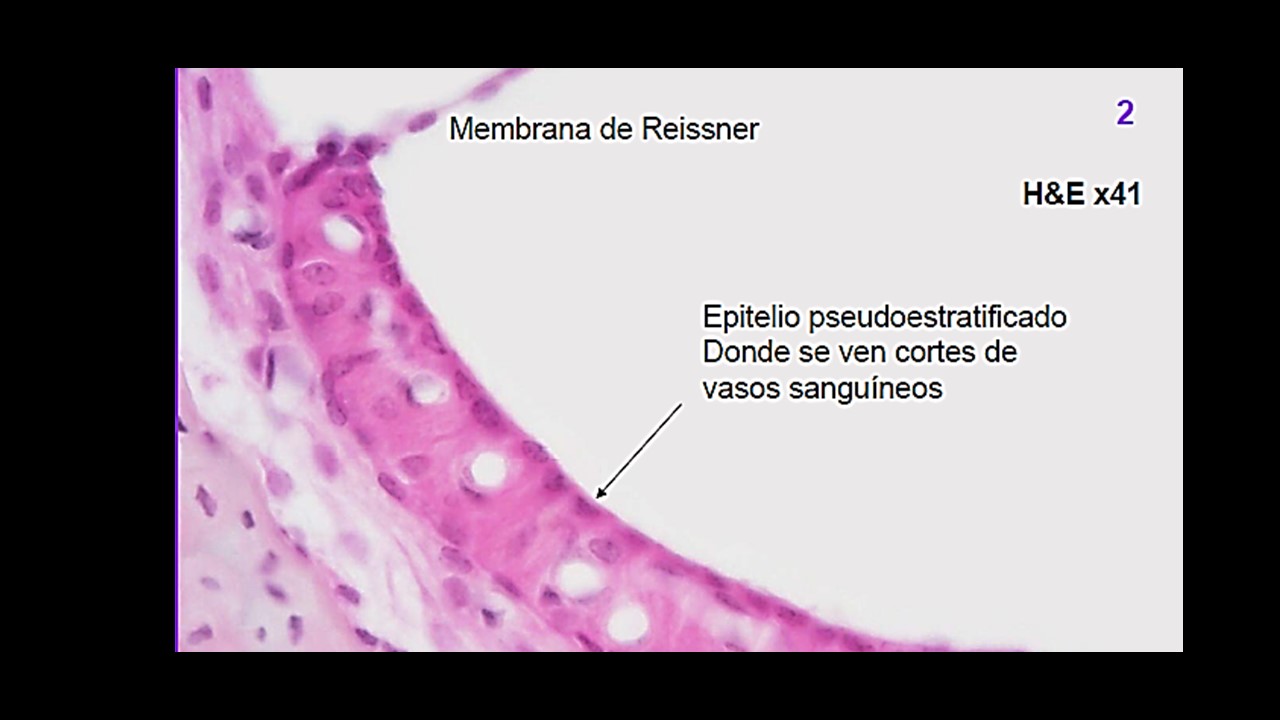 Membrana de Reissner
2
H&E x41
Epitelio pseudoestratificado
Donde se ven cortes de
vasos sanguíneos